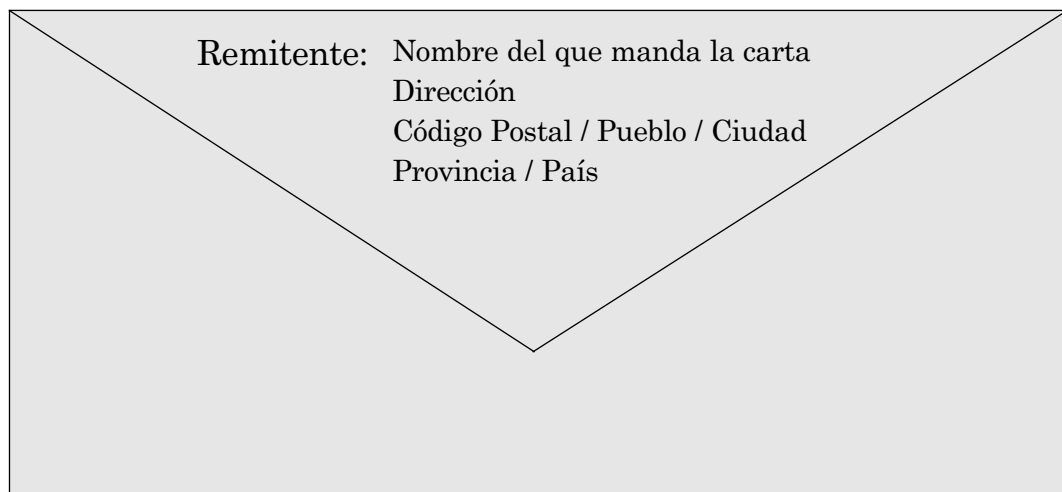 Remitente: Nombre del que manda la carta
Dirección
Código Postal / Pueblo / Ciudad
Provincia / País